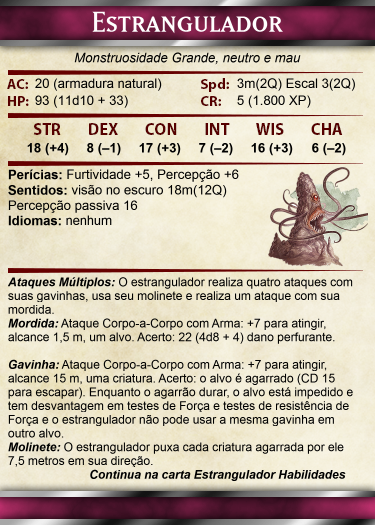 ESTRANGULADOR
Monstruosidade Grande, neutro e mau
AC: 20 (armadura natural) Spd: 3m(2Q) Escal 3(2Q)
HP: 93 (11d10 + 33) CR: 5 (1.800 XP)
STR DEX CON INT WIS CHA
18 (+4) 8 (–1) 17 (+3) 7 (–2) 16 (+3) 6 (–2)
Perícias: Furtividade +5, Percepção +6
Sentidos: visão no escuro 18m(12Q)
Percepção passiva 16
Idiomas: nenhum
Ataques Múltiplos: O estrangulador realiza quatro ataques com
suas gavinhas, usa seu molinete e realiza um ataque com sua
mordida.
Mordida: Ataque Corpo-a-Corpo com Arma: +7 para atingir,
alcance 1,5 m, um alvo. Acerto: 22 (4d8 + 4) dano perfurante.
Gavinha: Ataque Corpo-a-Corpo com Arma: +7 para atingir,
alcance 15 m, uma criatura. Acerto: o alvo é agarrado (CD 15
para escapar). Enquanto o agarrão durar, o alvo está impedido e
tem desvantagem em testes de Força e testes de resistência de
Força e o estrangulador não pode usar a mesma gavinha em
outro alvo.
Molinete: O estrangulador puxa cada criatura agarrada por ele
7,5 metros em sua direção.
Continua na carta Estrangulador Habilidades